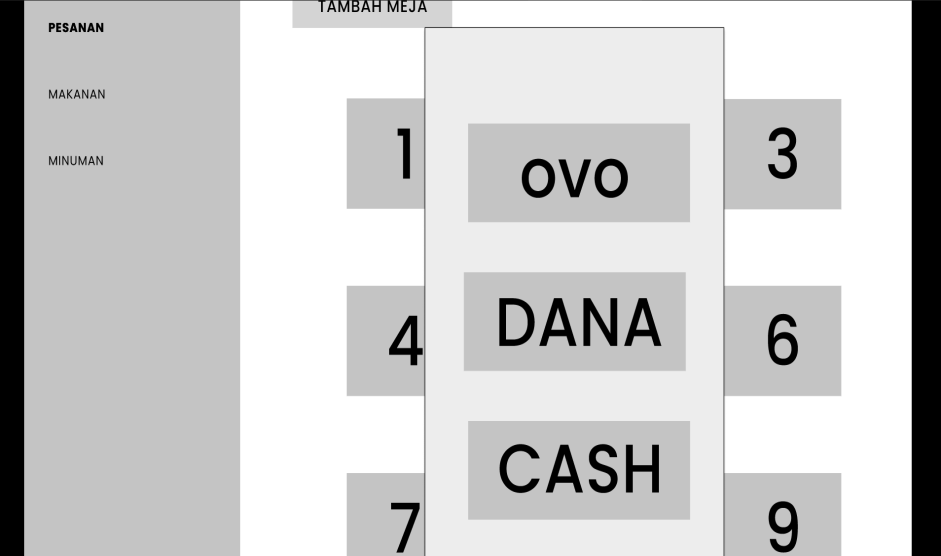 TAMBAH MEJA
PESANAN
MAKANAN
MINUMAN
1
3
4
6
7
9
ovo
DANA
CASH